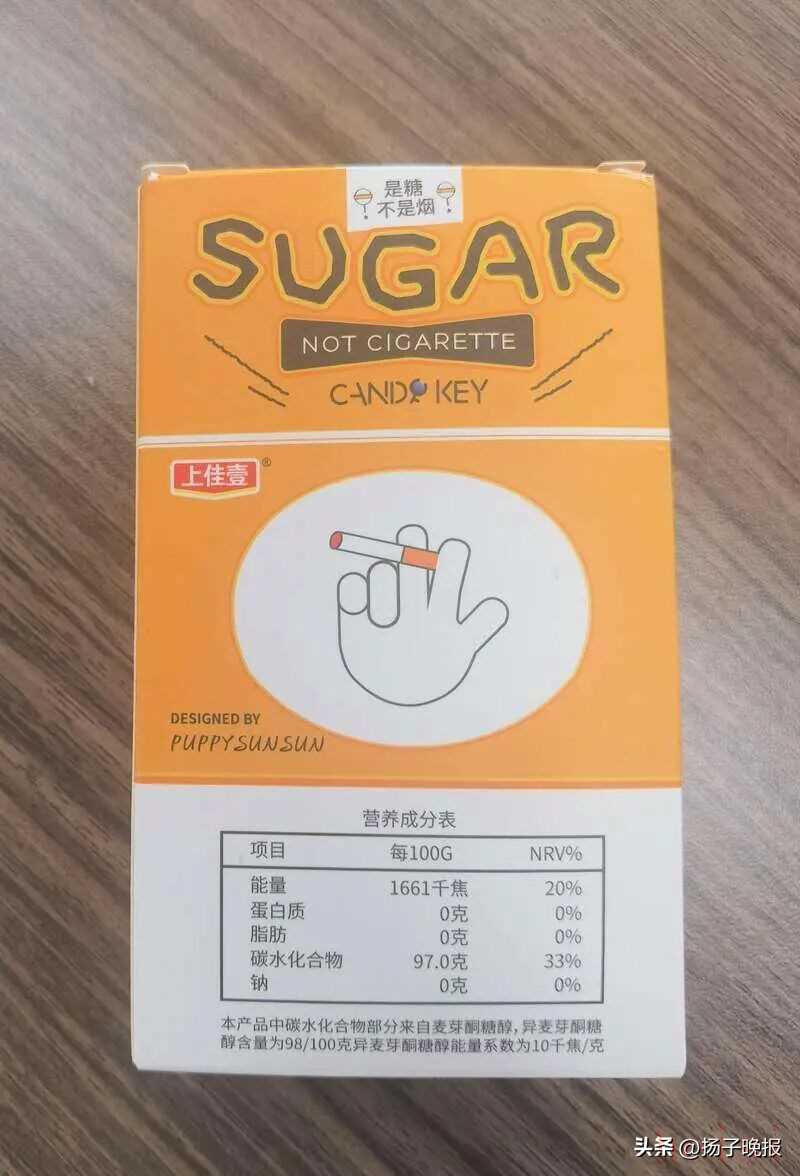 是糖
不是烟
SUGAR
NOT CIGARETTE
CANDY KEY
上佳壹®
DESIGNED BY
PUPPYSUNSUN
营养成分表
项目 每100G NRV%
能量 1661千焦 20%
蛋白质 0克 0%
脂肪 0克 0%
碳水化合物 97.0克 33%
钠 0克 0%
本产品中碳水化合物部分来自麦芽酮糖醇，异麦芽酮糖
醇含量为98/100克异麦芽酮糖醇能量系数为10千焦/克
头条 @扬子晚报